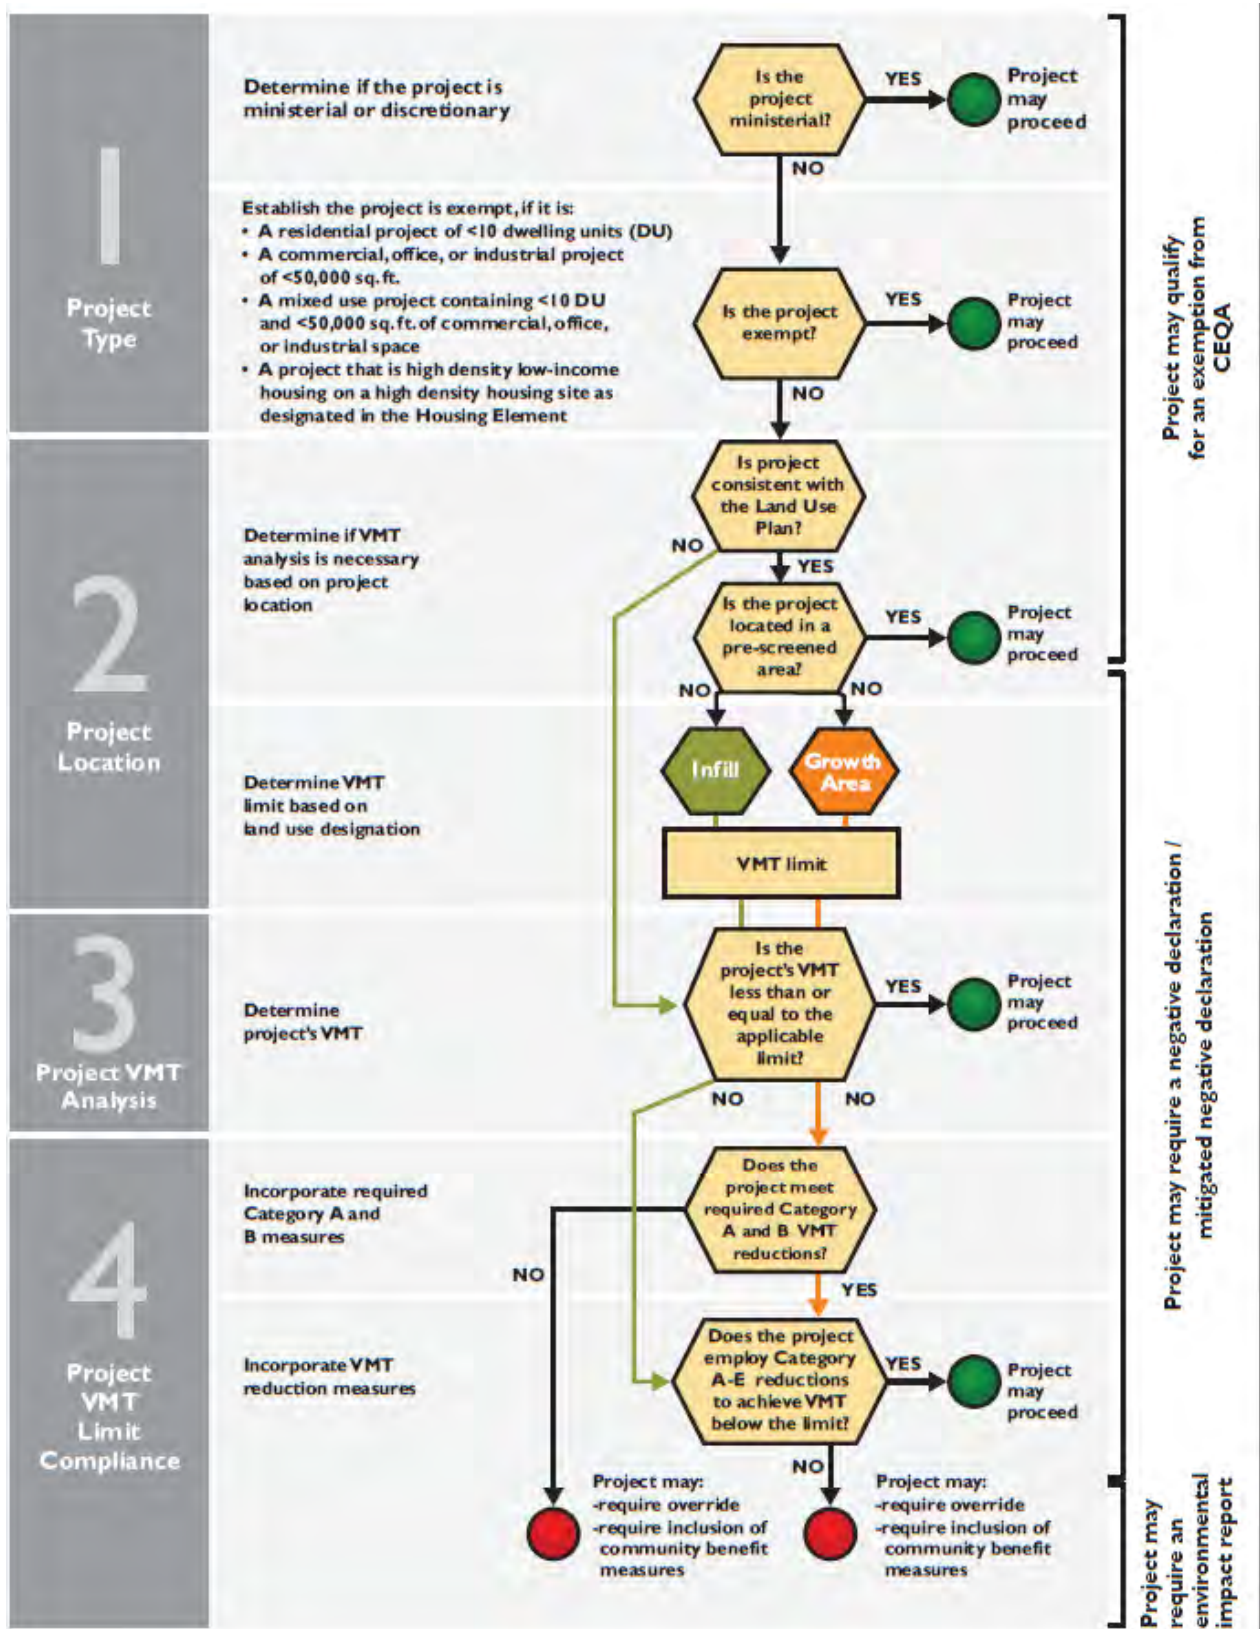 1
Project
Type
Determine if the project is
ministerial or discretionary
Is the
project
ministerial?
YES
Project
may
proceed
NO
Establish the project is exempt, if it is:
• A residential project of <10 dwelling units (DU)
• A commercial, office, or industrial project
of <50,000 sq. ft.
• A mixed use project containing <10 DU
and <50,000 sq. ft. of commercial, office,
or industrial space
• A project that is high density low-income
housing on a high density housing site as
designated in the Housing Element
Is the project
exempt?
YES
Project
may
proceed
NO
Project may qualify
for an exemption from
CEQA
2
Project
Location
Determine if VMT
analysis is necessary
based on project
location
Is project
consistent with
the Land Use
Plan?
NO
YES
Is the project
located in a
pre-screened
area?
YES
Project
may
proceed
NO
NO
Determine VMT
limit based on
land use designation
Infill
Growth
Area
VMT limit
3
Project VMT
Analysis
Determine
project's VMT
Is the
project's VMT
less than or
equal to the
applicable
limit?
YES
Project
may
proceed
NO
NO
Project may require a negative declaration /
mitigated negative declaration
4
Project
VMT
Limit
Compliance
Incorporate required
Category A and
B measures
Does the
project meet
required Category
A and B VMT
reductions?
NO
YES
Incorporate VMT
reduction measures
Does the project
employ Category
A-E reductions
to achieve VMT
below the limit?
YES
Project
may
proceed
NO
Project may:
-require override
-require inclusion of
community benefit
measures
Project may:
-require override
-require inclusion of
community benefit
measures
Project may
require an
environmental
impact report